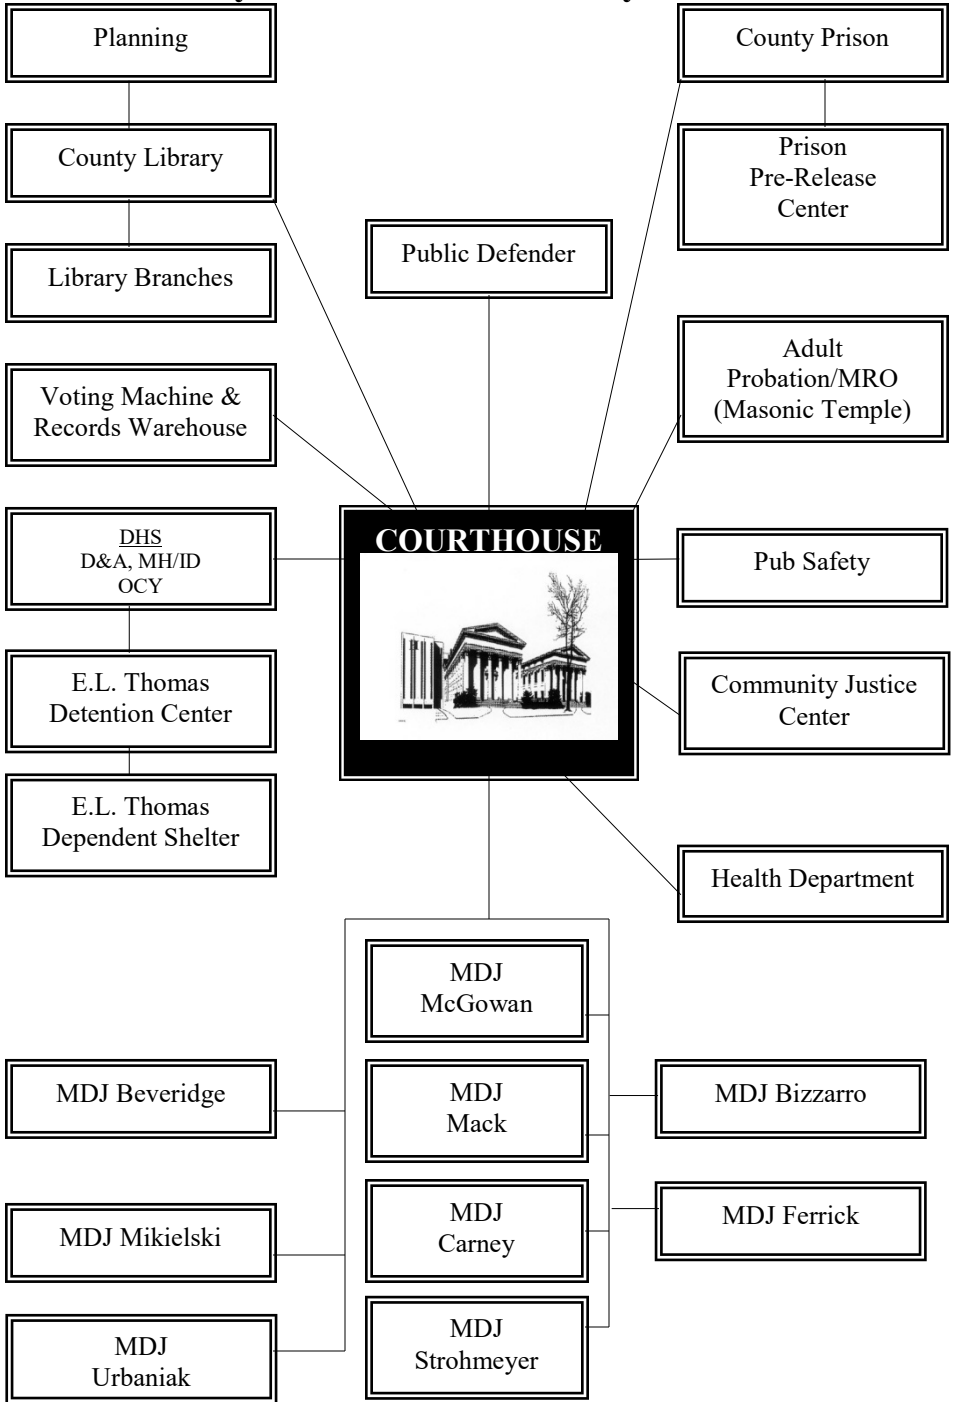 Planning
County Prison
County Library
Prison
Pre-Release
Center
Public Defender
Library Branches
Adult
Probation/MRO
(Masonic Temple)
Voting Machine &
Records Warehouse
COURTHOUSE
DHS
D&A, MH/ID
OCY
Pub Safety
E.L. Thomas
Detention Center
Community Justice
Center
E.L. Thomas
Dependent Shelter
Health Department
MDJ
McGowan
MDJ Beveridge
MDJ
Mack
MDJ Bizzarro
MDJ Mikielski
MDJ
Carney
MDJ Ferrick
MDJ
Urbaniak
MDJ
Strohmeyer